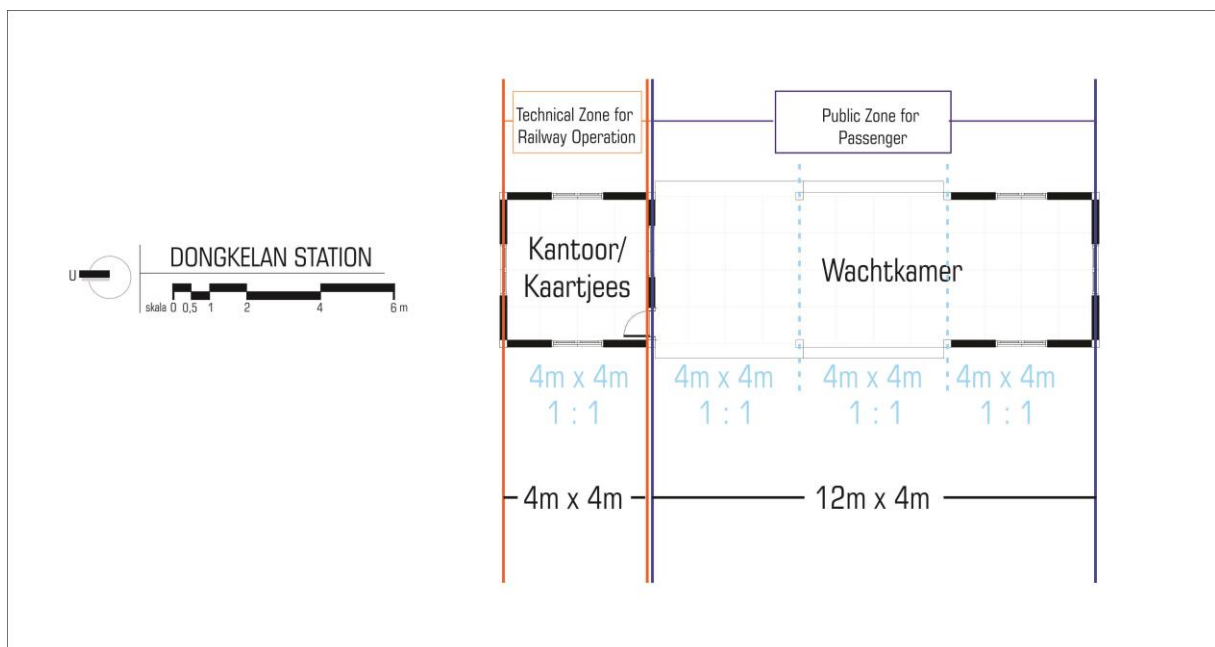 Technical Zone for
Railway Operation
Public Zone for
Passenger
U
DONGKELAN STATION
skala 0 0,5 1 2 4 6 m
Kantoor/
Kaartjees
Wachtkamer
4m x 4m 4m x 4m 4m x 4m 4m x 4m
1 : 1 1 : 1 1 : 1 1 : 1
4m x 4m 12m x 4m